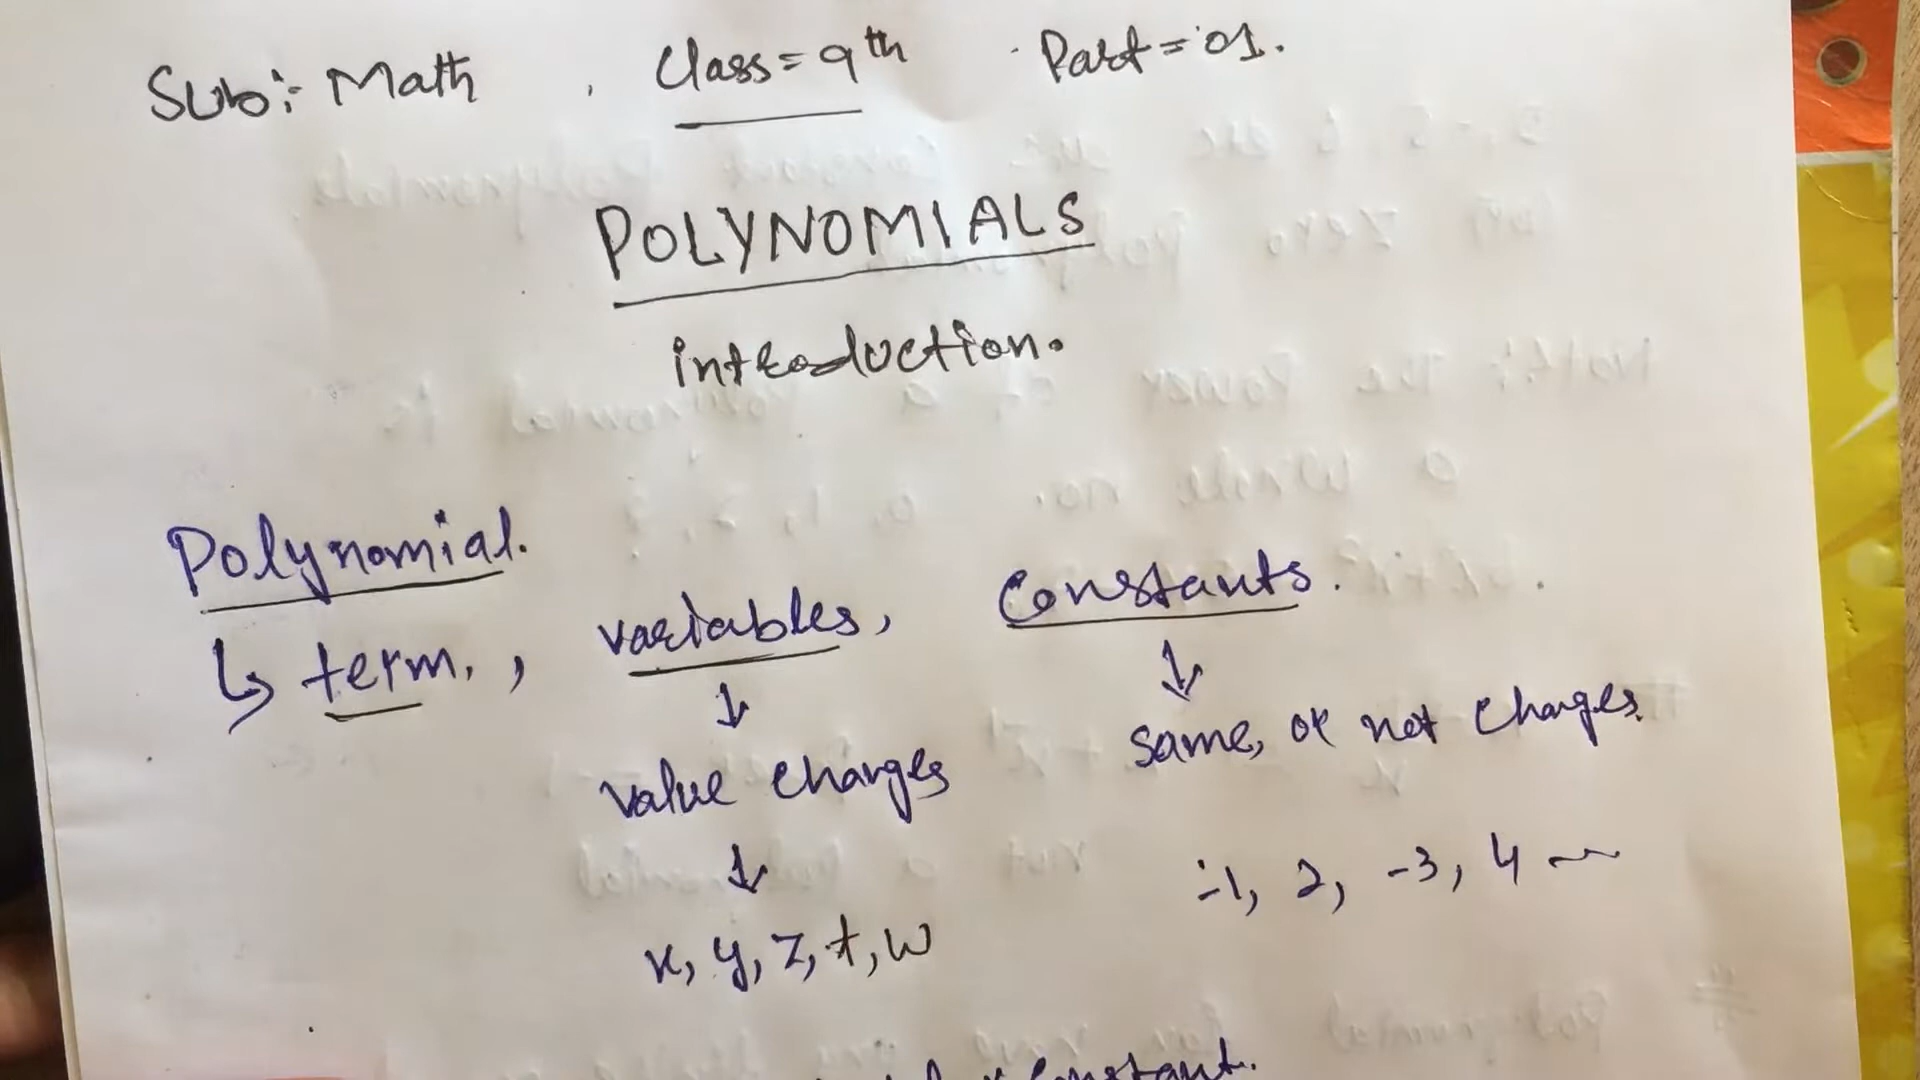 Sub:- Math , Class = 9th Part = 01.
POLYNOMIALS
introduction.
Polynomial.
↳ term. , variables, Constants.
↓ ↓
value changes same, or not changes.
↓
x, y, z, t, w -1, 2, -3, 4 ~~
Constant.